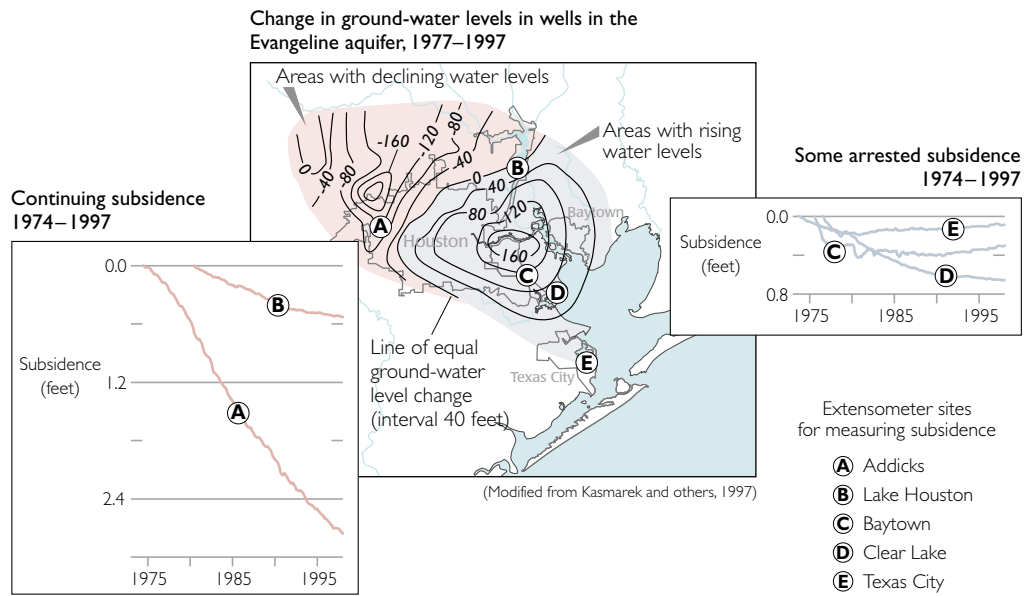 Change in ground-water levels in wells in the
Evangeline aquifer, 1977–1997
Areas with declining water levels
Areas with rising
water levels
0
-40
-80
-160
-120
-80
-40
0
40
80
120
160
A
B
C
D
E
Houston
Baytown
Texas City
Line of equal
ground-water
level change
(interval 40 feet)
(Modified from Kasmarek and others, 1997)
Continuing subsidence
1974–1997
Subsidence
(feet)
0.0
1.2
2.4
B
A
1975
1985
1995
Some arrested subsidence
1974–1997
Subsidence
(feet)
0.0
0.8
C
E
D
1975
1985
1995
Extensometer sites
for measuring subsidence
A Addicks
B Lake Houston
C Baytown
D Clear Lake
E Texas City